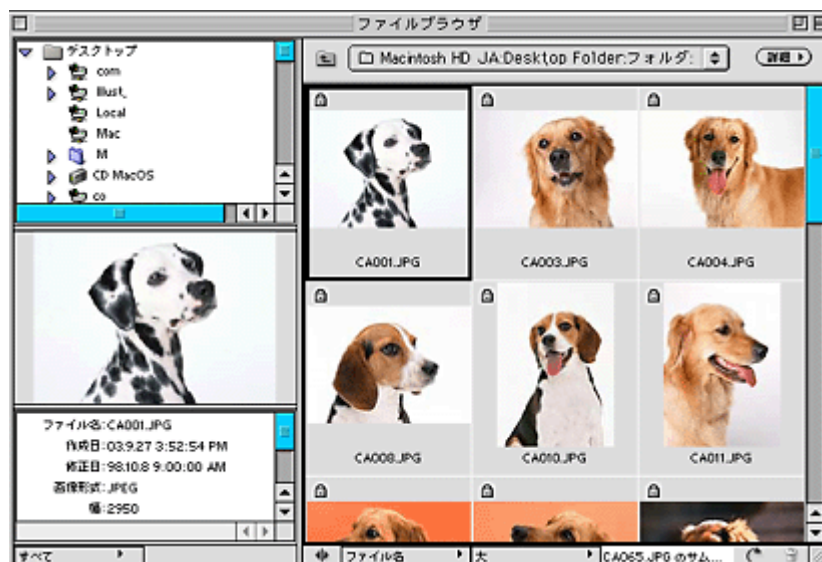 ファイルブラウザ
デスクトップ
com
Illust.
Local
Mac
M
CD MacOS
co
ファイル名:CA001.JPG
作成日:03.9.27 3:52:54 PM
修正日:98.10.8 9:00:00 AM
画像形式:JPEG
幅:2950
すべて
Macintosh HD JA:Desktop Folder:フォルダ:
詳細
CA001.JPG
CA003.JPG
CA004.JPG
CA008.JPG
CA010.JPG
CA011.JPG
ファイル名
大
CA065.JPG のサム...